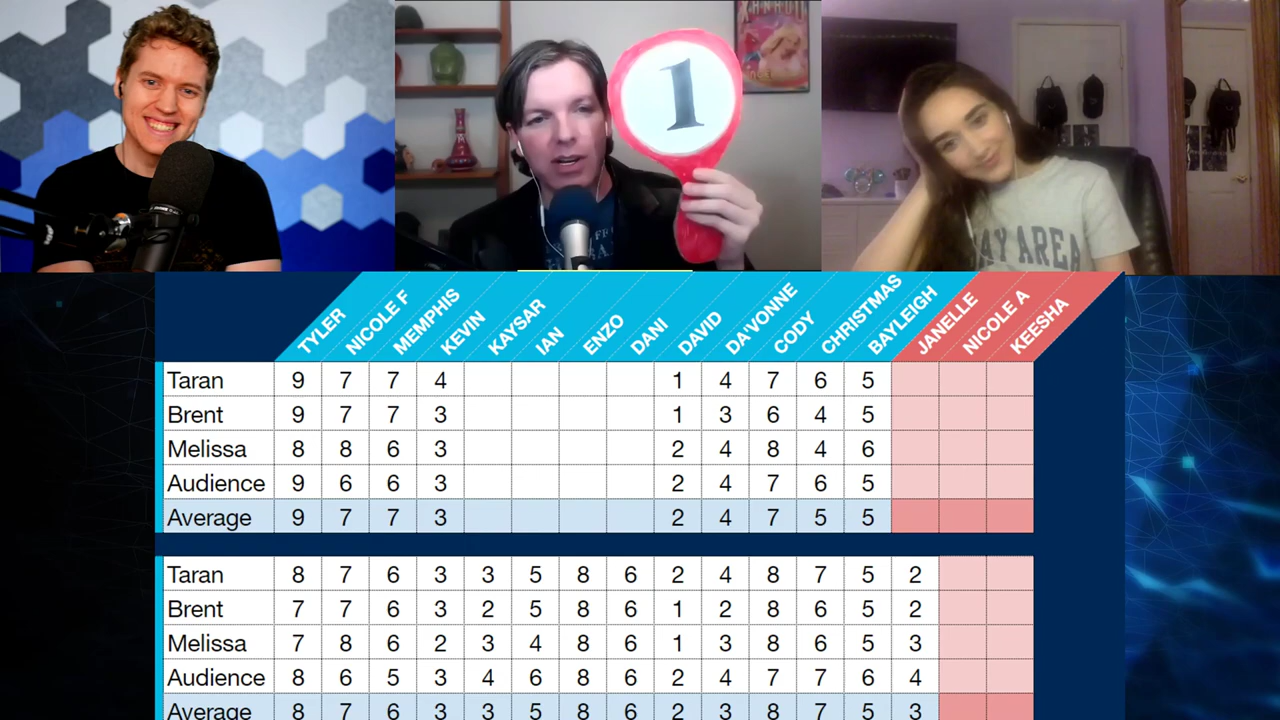 XANADU
1
BAY AREA
TYLER NICOLE F MEMPHIS KEVIN KAYSAR IAN ENZO DANI DAVID DA'VONNE CODY CHRISTMAS BAYLEIGH JANELLE NICOLE A KEESHA
Taran 9 7 7 4 1 4 7 6 5
Brent 9 7 7 3 1 3 6 4 5
Melissa 8 8 6 3 2 4 8 4 6
Audience 9 6 6 3 2 4 7 6 5
Average 9 7 7 3 2 4 7 5 5
Taran 8 7 6 3 3 5 8 6 2 4 8 7 5 2
Brent 7 7 6 3 2 5 8 6 1 2 8 6 5 2
Melissa 7 8 6 2 3 4 8 6 1 3 8 6 5 3
Audience 8 6 5 3 4 6 8 6 2 4 7 7 6 4
Average 8 7 6 3 3 5 8 6 2 3 8 7 5 3